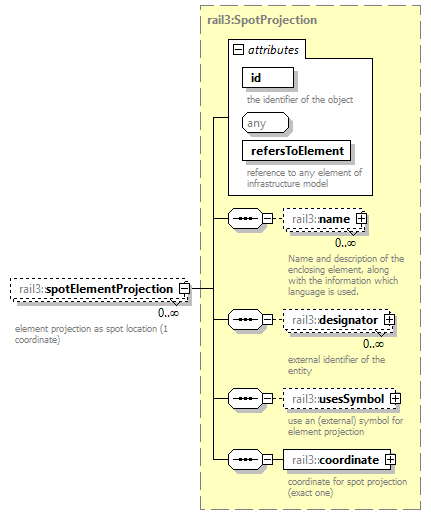 rail3:SpotProjection
attributes
id
the identifier of the object
any
refersToElement
reference to any element of
infrastructure model
rail3::name
0..∞
Name and description of the
enclosing element, along
with the information which
language is used.
rail3::spotElementProjection
0..∞
element projection as spot location (1
coordinate)
rail3::designator
0..∞
external identifier of the
entity
rail3::usesSymbol
use an (external) symbol for
element projection
rail3::coordinate
coordinate for spot projection
(exact one)